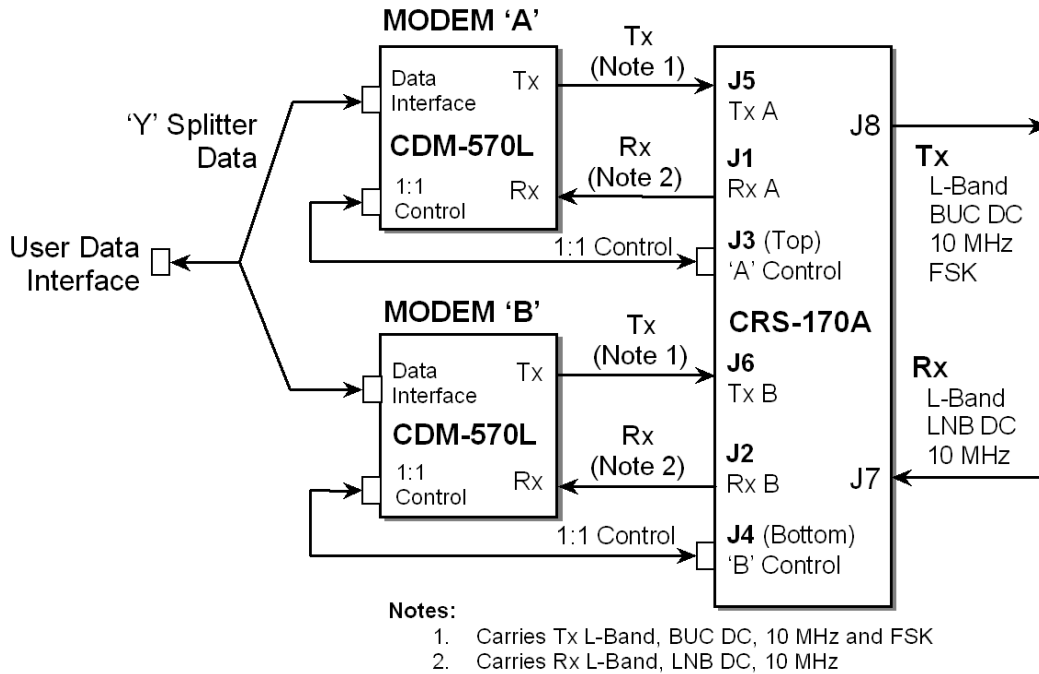 MODEM ‘A’
Data
Interface
Tx
CDM-570L
1:1
Control
Rx
Tx
(Note 1)
Rx
(Note 2)
1:1 Control
‘Y’ Splitter
Data
User Data
Interface
MODEM ‘B’
Data
Interface
Tx
CDM-570L
1:1
Control
Rx
Tx
(Note 1)
Rx
(Note 2)
1:1 Control
J5
Tx A
J1
Rx A
J3 (Top)
‘A’ Control
CRS-170A
J6
Tx B
J2
Rx B
J4 (Bottom)
‘B’ Control
J8
J7
Tx
L-Band
BUC DC
10 MHz
FSK
Rx
L-Band
LNB DC
10 MHz
Notes:
1. Carries Tx L-Band, BUC DC, 10 MHz and FSK
2. Carries Rx L-Band, LNB DC, 10 MHz